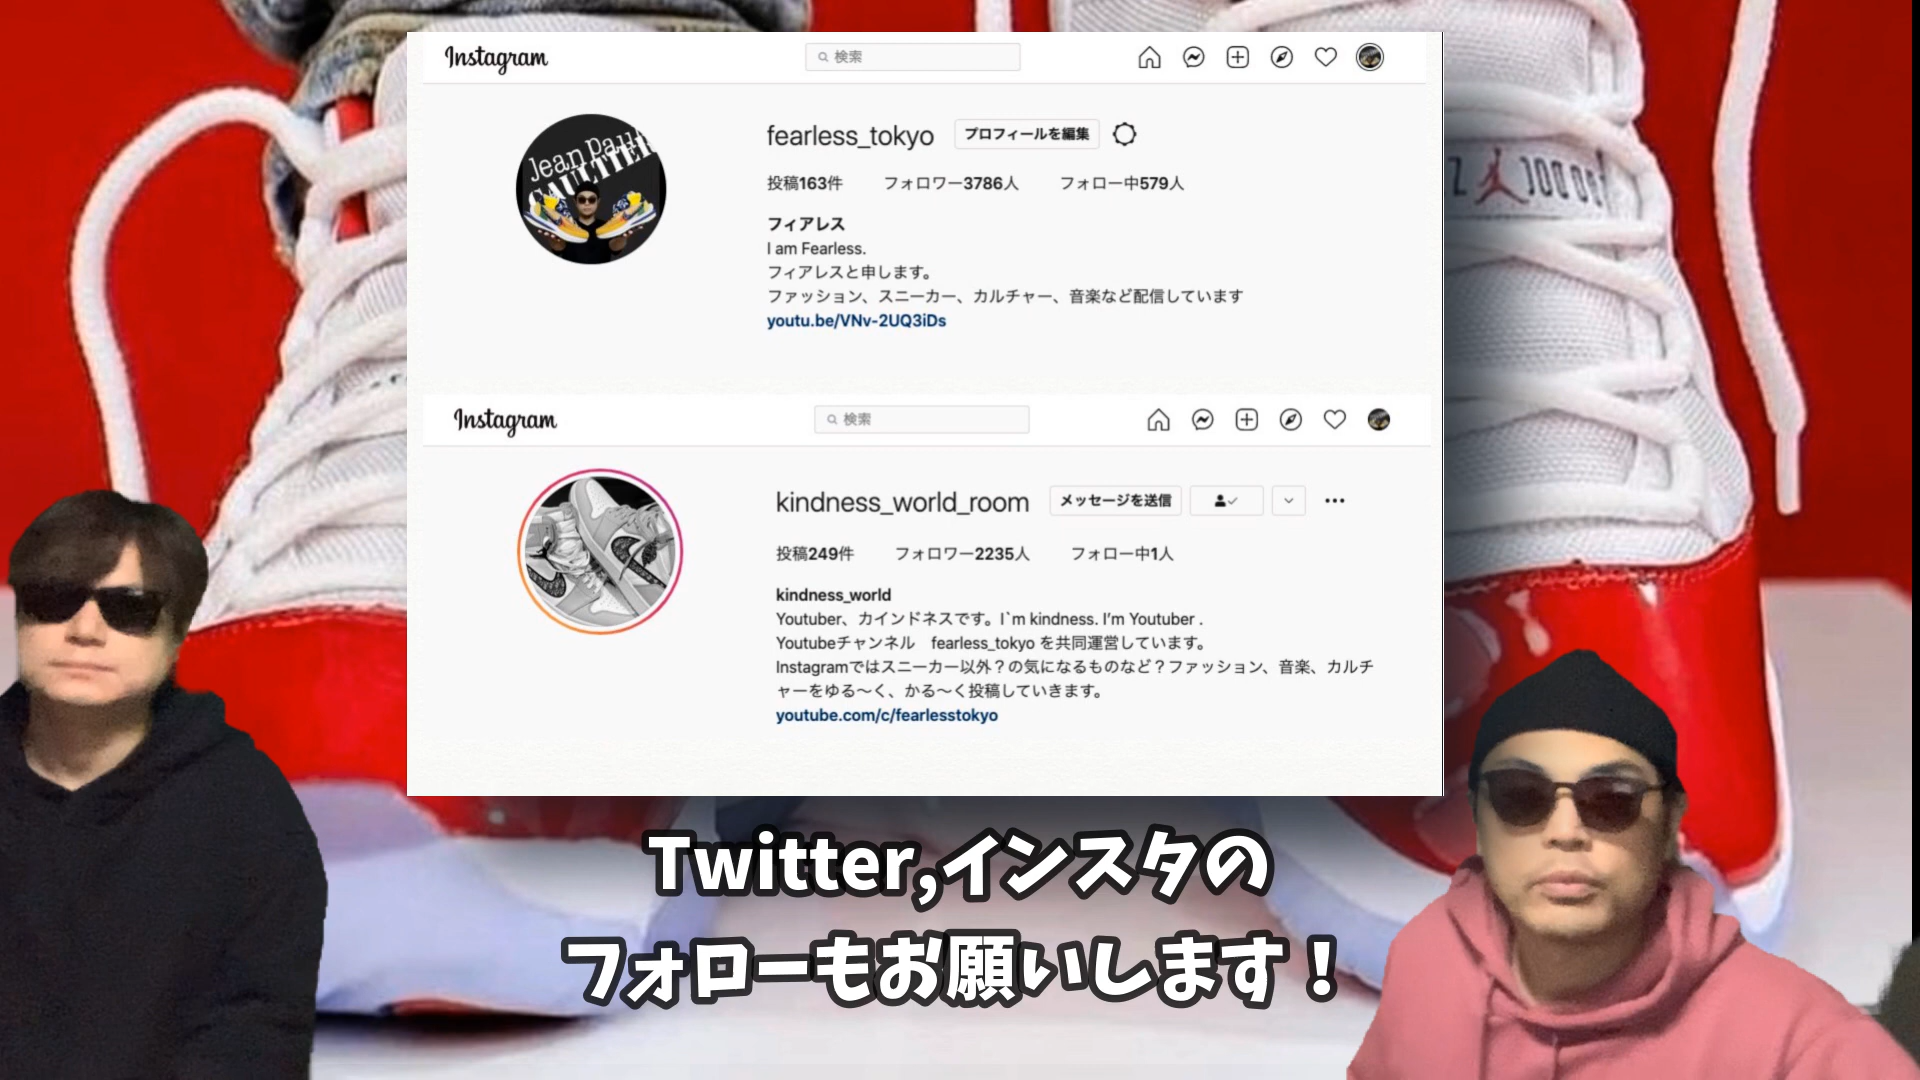 Instagram
検索
Jean Paul
GAULTIER
fearless_tokyo
プロフィールを編集
投稿163件 フォロワー3786人 フォロー中579人
フィアレス
I am Fearless.
フィアレスと申します。
ファッション、スニーカー、カルチャー、音楽など配信しています
youtu.be/VNv-2UQ3iDs
Instagram
検索
kindness_world_room
メッセージを送信
投稿249件 フォロワー2235人 フォロー中1人
kindness_world
Youtuber、カインドネスです。I`m kindness. I’m Youtuber .
Youtubeチャンネル　fearless_tokyo を共同運営しています。
Instagramではスニーカー以外？の気になるものなど？ファッション、音楽、カルチ
ャーをゆる〜く、かる〜く投稿していきます。
youtube.com/c/fearlesstokyo
Twitter,インスタの
フォローもお願いします！